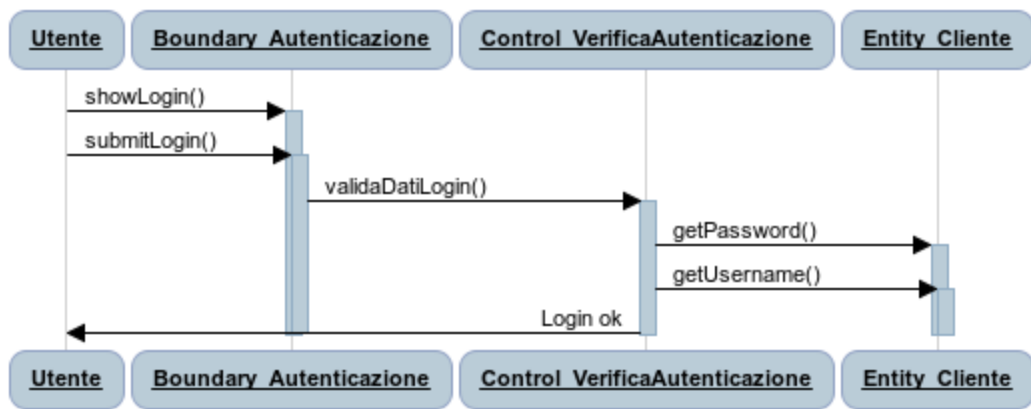 Utente
Boundary_Autenticazione
Control_VerificaAutenticazione
Entity_Cliente
showLogin()
submitLogin()
validaDatiLogin()
getPassword()
getUsername()
Login ok
Utente
Boundary_Autenticazione
Control_VerificaAutenticazione
Entity_Cliente